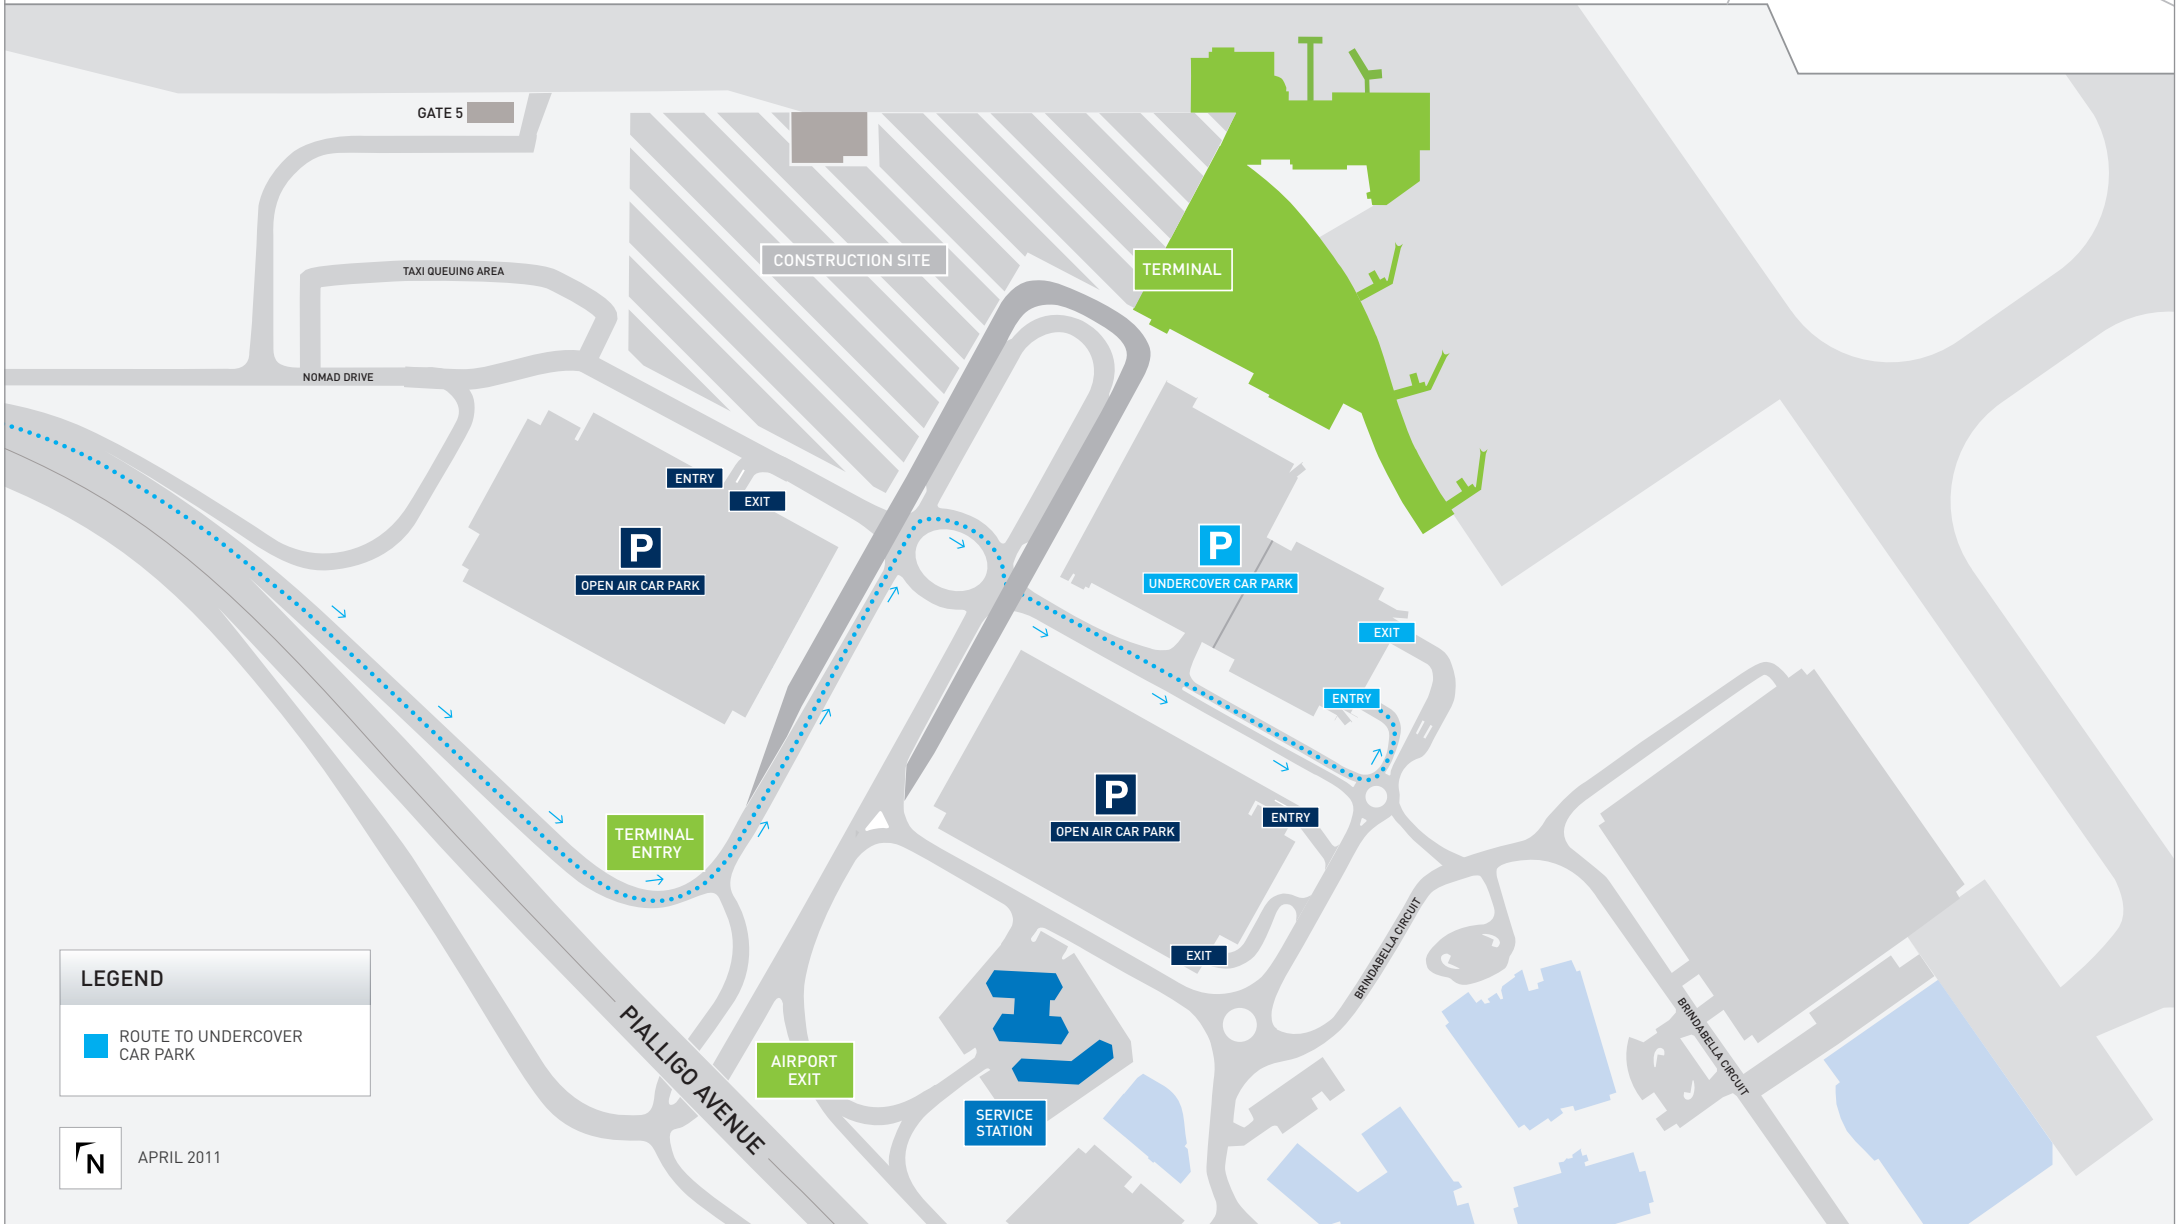 GATE 5
CONSTRUCTION SITE
TERMINAL
TAXI QUEUING AREA
NOMAD DRIVE
ENTRY
EXIT
P
OPEN AIR CAR PARK
P
UNDERCOVER CAR PARK
EXIT
ENTRY
P
OPEN AIR CAR PARK
ENTRY
EXIT
TERMINAL
ENTRY
BRINDABELLA CIRCUIT
BRINDABELLA CIRCUIT
PIALLIGO AVENUE
AIRPORT
EXIT
SERVICE
STATION
LEGEND
ROUTE TO UNDERCOVER
CAR PARK
N
APRIL 2011